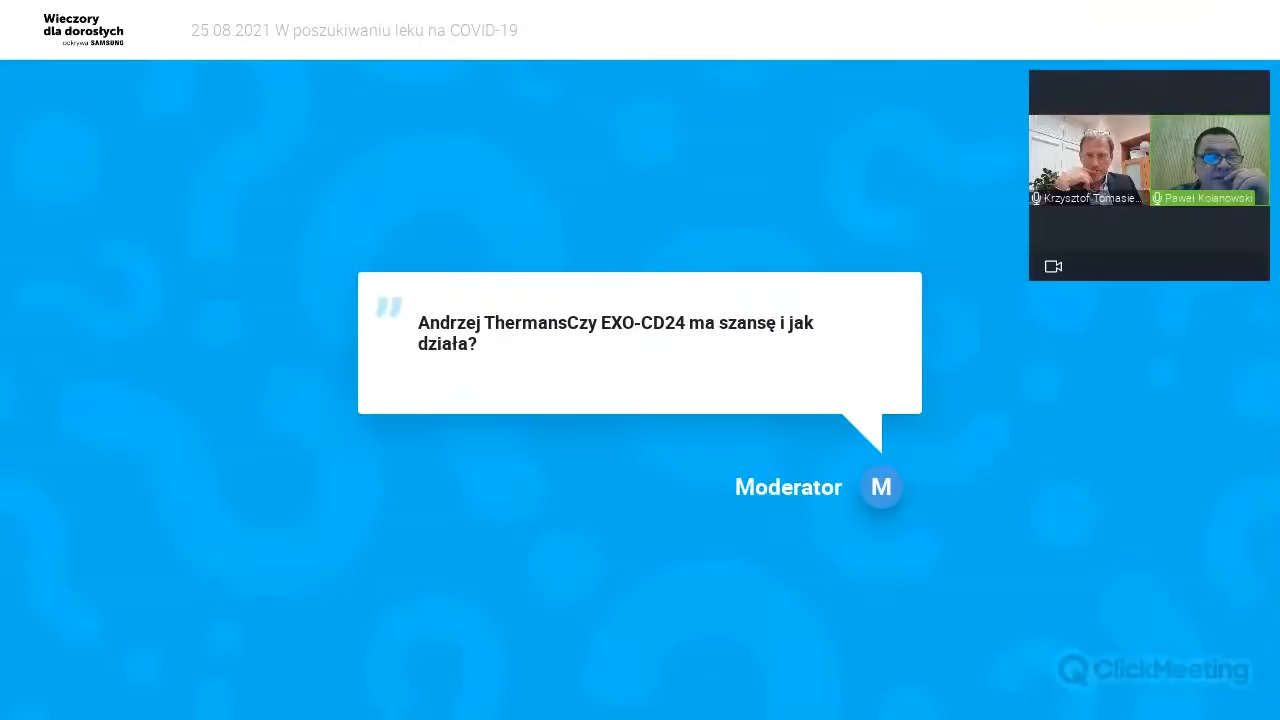 Wieczory
dla dorosłych
odkrywa SAMSUNG
25.08.2021 W poszukiwaniu leku na COVID-19
Krzysztof Tomasie...
Paweł Kolanowski
Andrzej ThermansCzy EXO-CD24 ma szansę i jak
działa?
Moderator
M
ClickMeeting